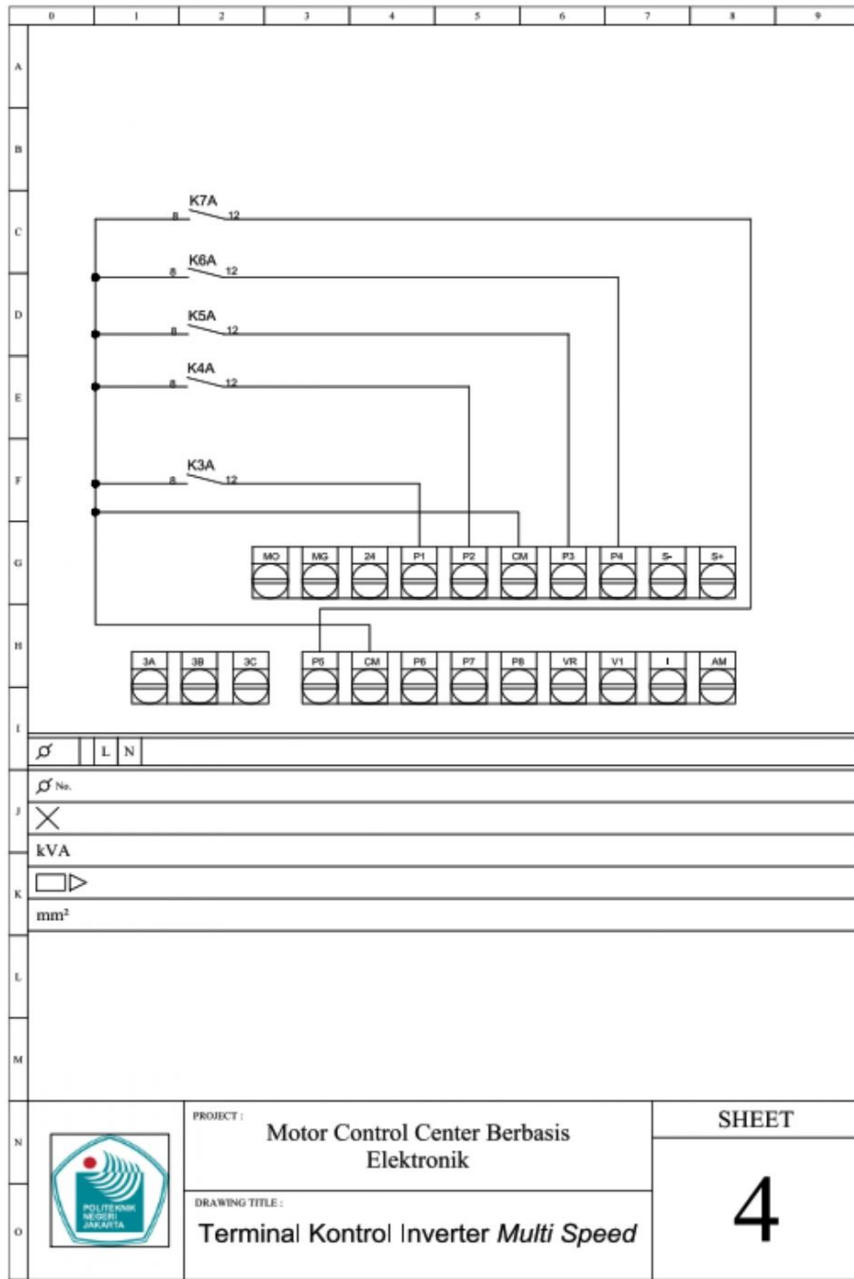 0 1 2 3 4 5 6 7 8 9
A
B
C
D
E
F
G
H
I
J
K
L
M
N
O
K7A
8 12
K6A
8 12
K5A
8 12
K4A
8 12
K3A
8 12
MO MG 24 P1 P2 CM P3 P4 S- S+
3A 3B 3C P5 CM P6 P7 P8 VR V1 I AM
L N
No.
kVA
mm²
POLITEKNIK
NEGERI
JAKARTA
PROJECT :
Motor Control Center Berbasis
Elektronik
DRAWING TITLE :
Terminal Kontrol Inverter Multi Speed
SHEET
4